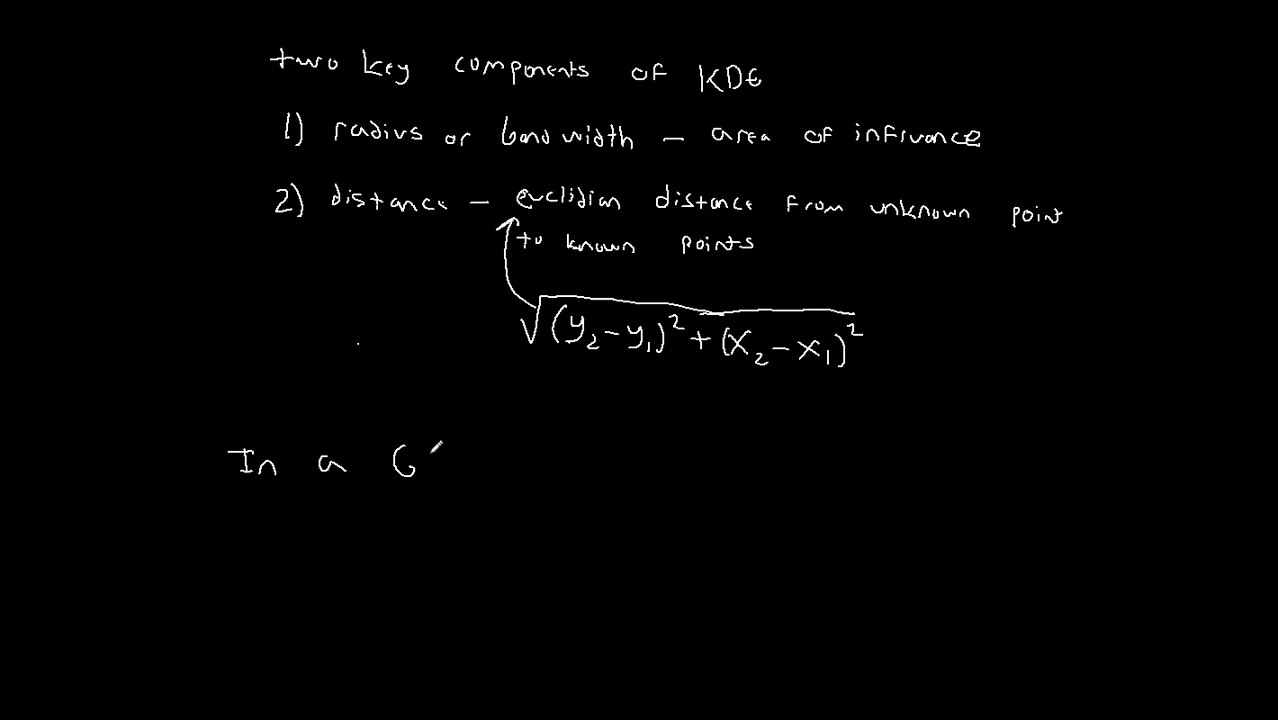 two key components of KDE
1) radius or bandwidth - area of infruance
2) distance - euclidian distance from unknown point
to known points
√(y₂-y₁)²+(x₂-x₁)²
In a G